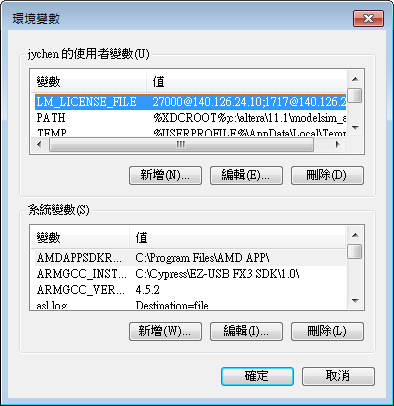 環境變數
jychen 的使用者變數(U)
變數 值
LM_LICENSE_FILE 27000@140.126.24.10;1717@140.126.2
PATH %XDCROOT%;c:\altera\11.1\modelsim_a
TEMP %USERPROFILE%\AppData\Local\Temp
新增(N)... 編輯(E)... 刪除(D)
系統變數(S)
變數 值
AMDAPPSDKR... C:\Program Files\AMD APP\
ARMGCC_INST... C:\Cypress\EZ-USB FX3 SDK\1.0\
ARMGCC_VER... 4.5.2
asl.log Destination=file
新增(W)... 編輯(I)... 刪除(L)
確定 取消